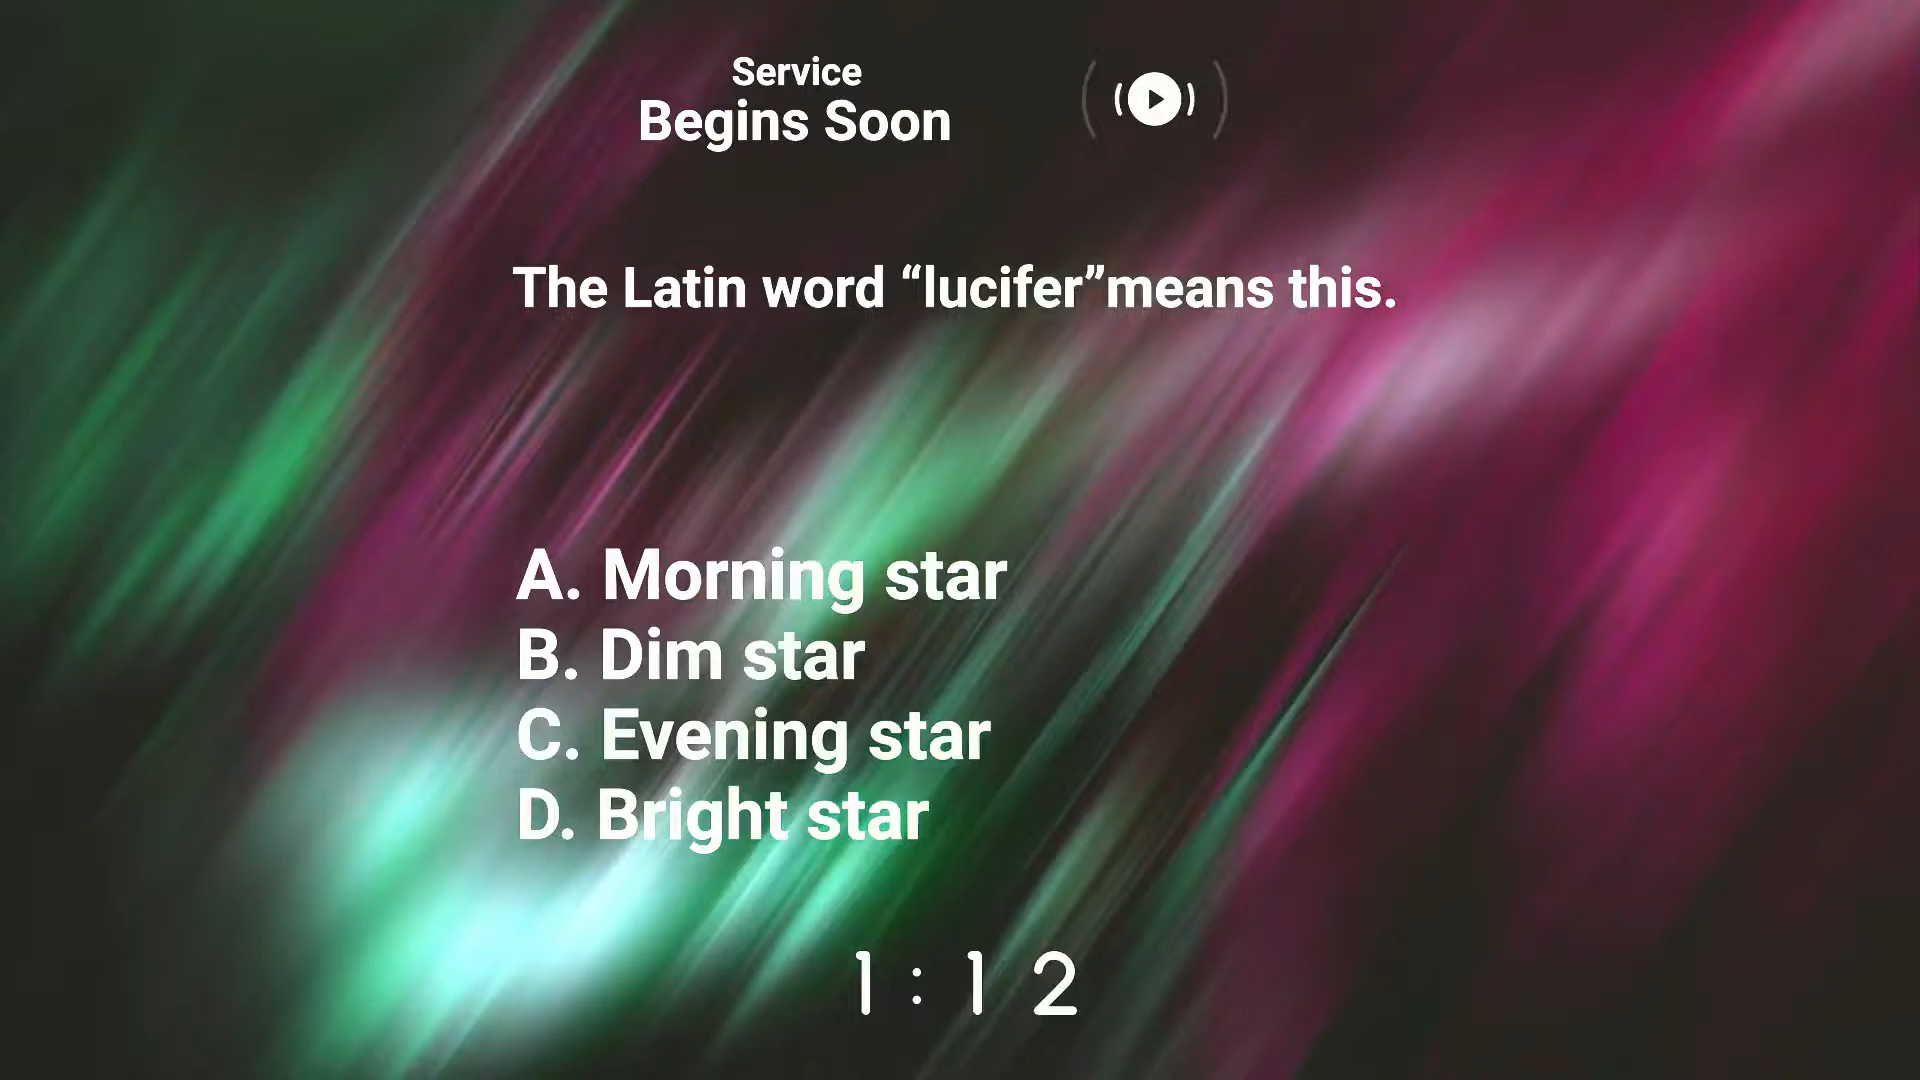 Service
Begins Soon
The Latin word “lucifer”means this.
A. Morning star
B. Dim star
C. Evening star
D. Bright star
1:12